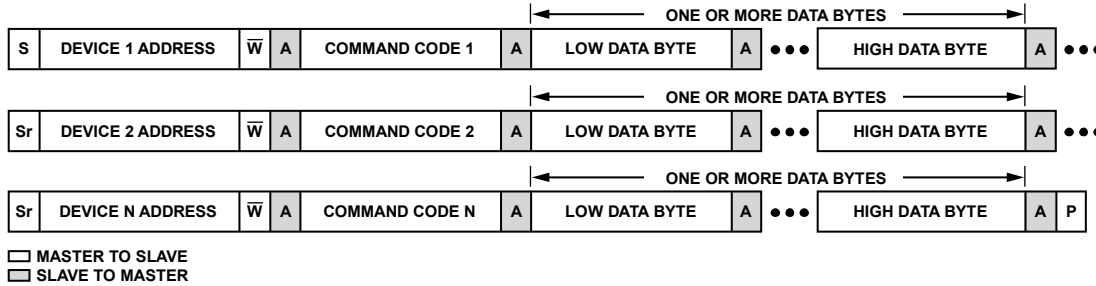 ONE OR MORE DATA BYTES
S DEVICE 1 ADDRESS W̅ A COMMAND CODE 1 A LOW DATA BYTE A ••• HIGH DATA BYTE A •••
ONE OR MORE DATA BYTES
Sr DEVICE 2 ADDRESS W̅ A COMMAND CODE 2 A LOW DATA BYTE A ••• HIGH DATA BYTE A •••
ONE OR MORE DATA BYTES
Sr DEVICE N ADDRESS W̅ A COMMAND CODE N A LOW DATA BYTE A ••• HIGH DATA BYTE A P
MASTER TO SLAVE
SLAVE TO MASTER